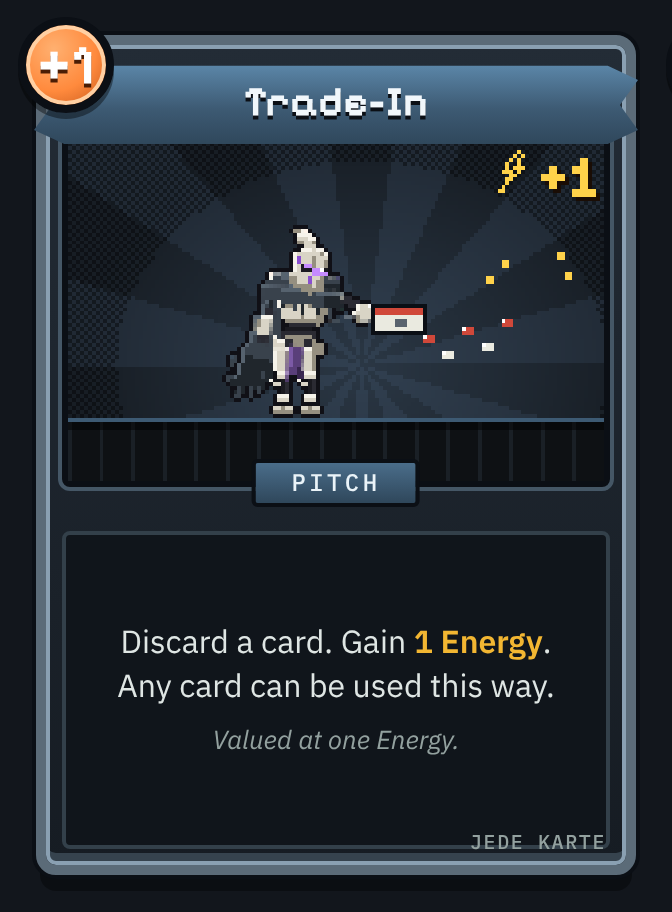 +1
Trade-In
+1
PITCH
Discard a card. Gain 1 Energy.
Any card can be used this way.
Valued at one Energy.
JEDE KARTE